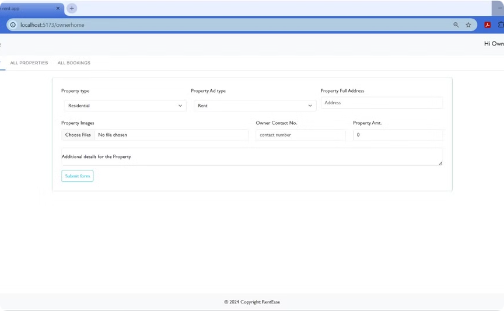 localhost:5173/ownerhome
Hi Own
ALL PROPERTIES ALL BOOKINGS
Property type Property Ad type Property Full Address
Residential Rent Address
Property Images Owner Contact No. Property Amt.
Choose Files No file chosen contact number 0
Additional details for the Property
Submit form
© 2024 Copyright RentEase